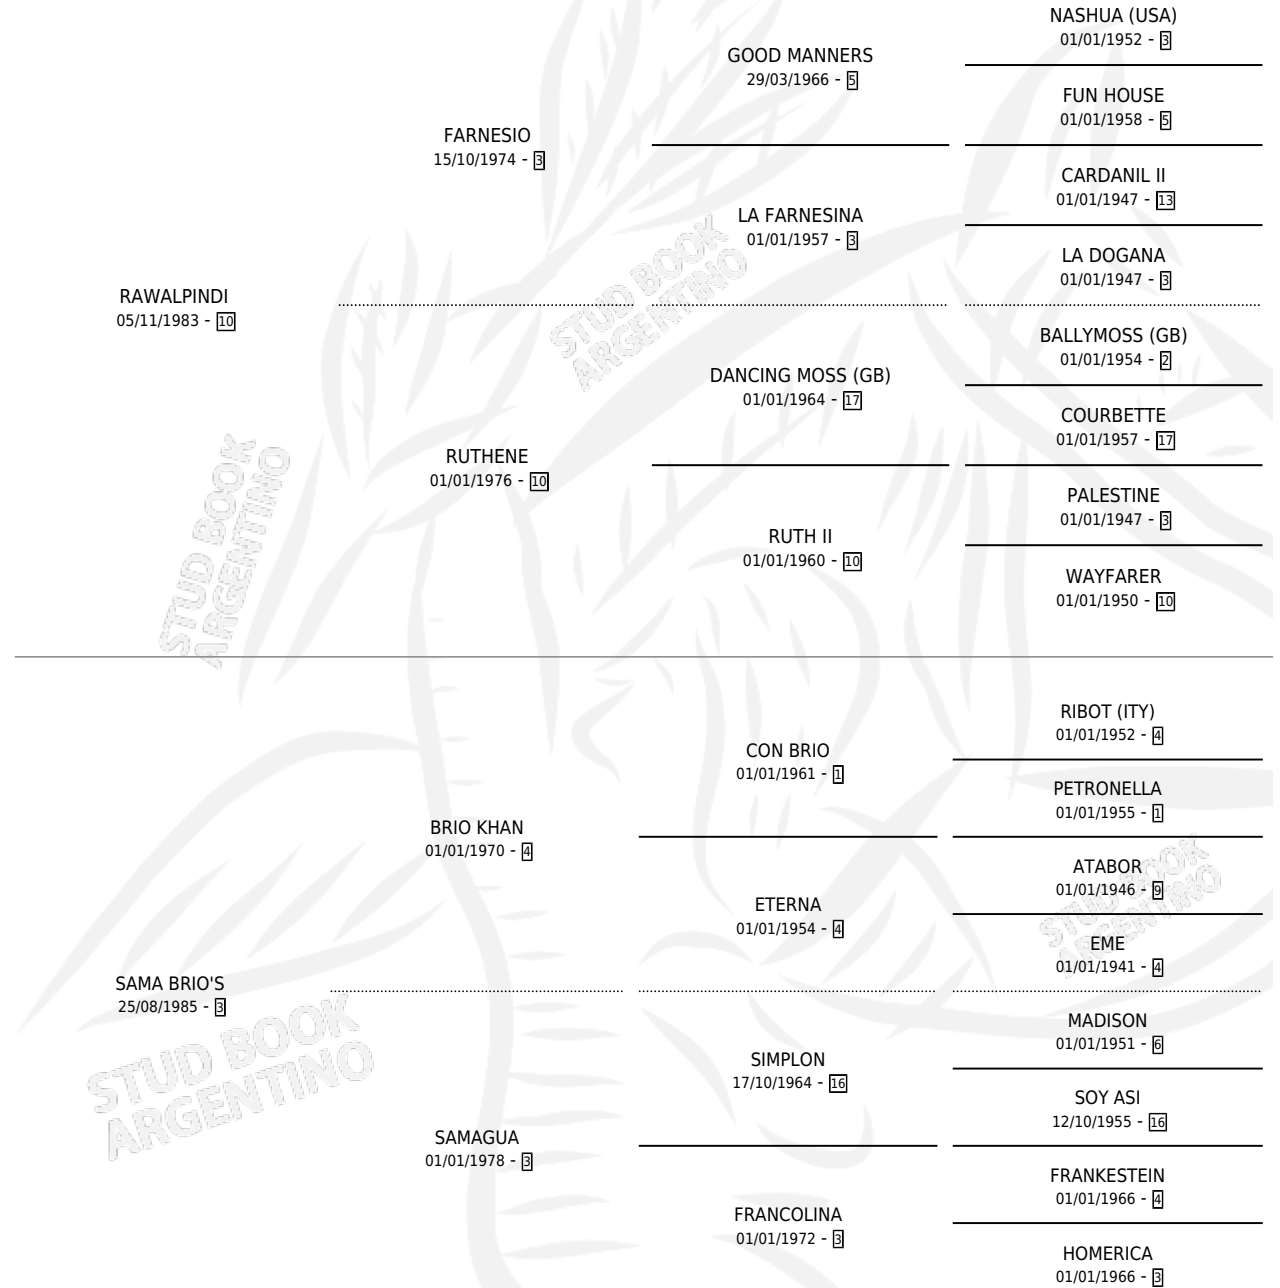 NASHUA (USA)
01/01/1952 - 3
GOOD MANNERS
29/03/1966 - 5
FUN HOUSE
01/01/1958 - 5
FARNESIO
15/10/1974 - 3
CARDANIL II
01/01/1947 - 13
LA FARNESINA
01/01/1957 - 3
LA DOGANA
01/01/1947 - 3
RAWALPINDI
05/11/1983 - 10
BALLYMOSS (GB)
01/01/1954 - 2
DANCING MOSS (GB)
01/01/1964 - 17
COURBETTE
01/01/1957 - 17
RUTHENE
01/01/1976 - 10
PALESTINE
01/01/1947 - 3
RUTH II
01/01/1960 - 10
WAYFARER
01/01/1950 - 10
RIBOT (ITY)
01/01/1952 - 4
CON BRIO
01/01/1961 - 1
PETRONELLA
01/01/1955 - 1
BRIO KHAN
01/01/1970 - 4
ATABOR
01/01/1946 - 9
ETERNA
01/01/1954 - 4
EME
01/01/1941 - 4
SAMA BRIO'S
25/08/1985 - 3
MADISON
01/01/1951 - 6
SIMPLON
17/10/1964 - 16
SOY ASI
12/10/1955 - 16
SAMAGUA
01/01/1978 - 3
FRANKESTEIN
01/01/1966 - 4
FRANCOLINA
01/01/1972 - 3
HOMERICA
01/01/1966 - 3
STUD BOOK
ARGENTINO
STUD BOOK
ARGENTINO
STUD BOOK
ARGENTINO
STUD BOOK
ARGENTINO